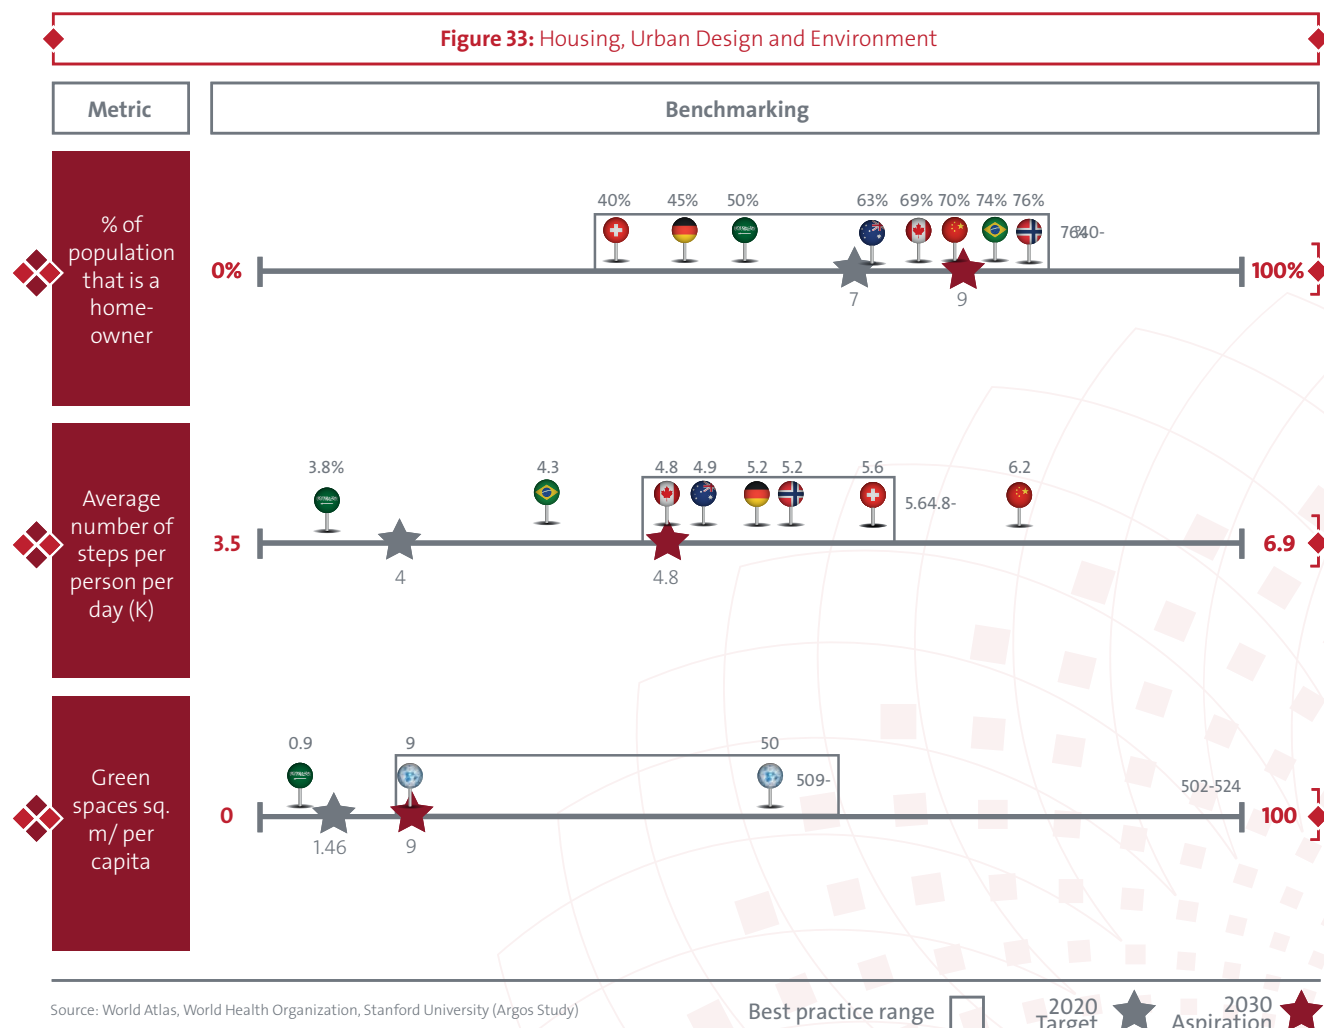 Figure 33: Housing, Urban Design and Environment
Metric
Benchmarking
% of
population
that is a
home-
owner
40% 45% 50% 63% 69% 70% 74% 76%
0%
100%
7 9
Average
number of
steps per
person per
day (K)
3.8% 4.3 4.8 4.9 5.2 5.2 5.6 6.2
5.64.8-
3.5
6.9
4 4.8
Green
spaces sq.
m/ per
capita
0.9 9 50
509-
502-524
0
100
1.46 9
Source: World Atlas, World Health Organization, Stanford University (Argos Study)
Best practice range
2020
Target
2030
Aspiration